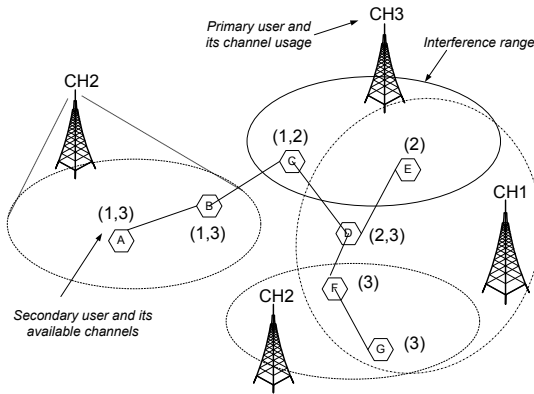 Primary user and
its channel usage
CH3
Interference range
CH2
(1,2)
C
(2)
E
(1,3)
B
(1,3)
A
D
(2,3)
CH1
Secondary user and its
available channels
CH2
F
(3)
G
(3)